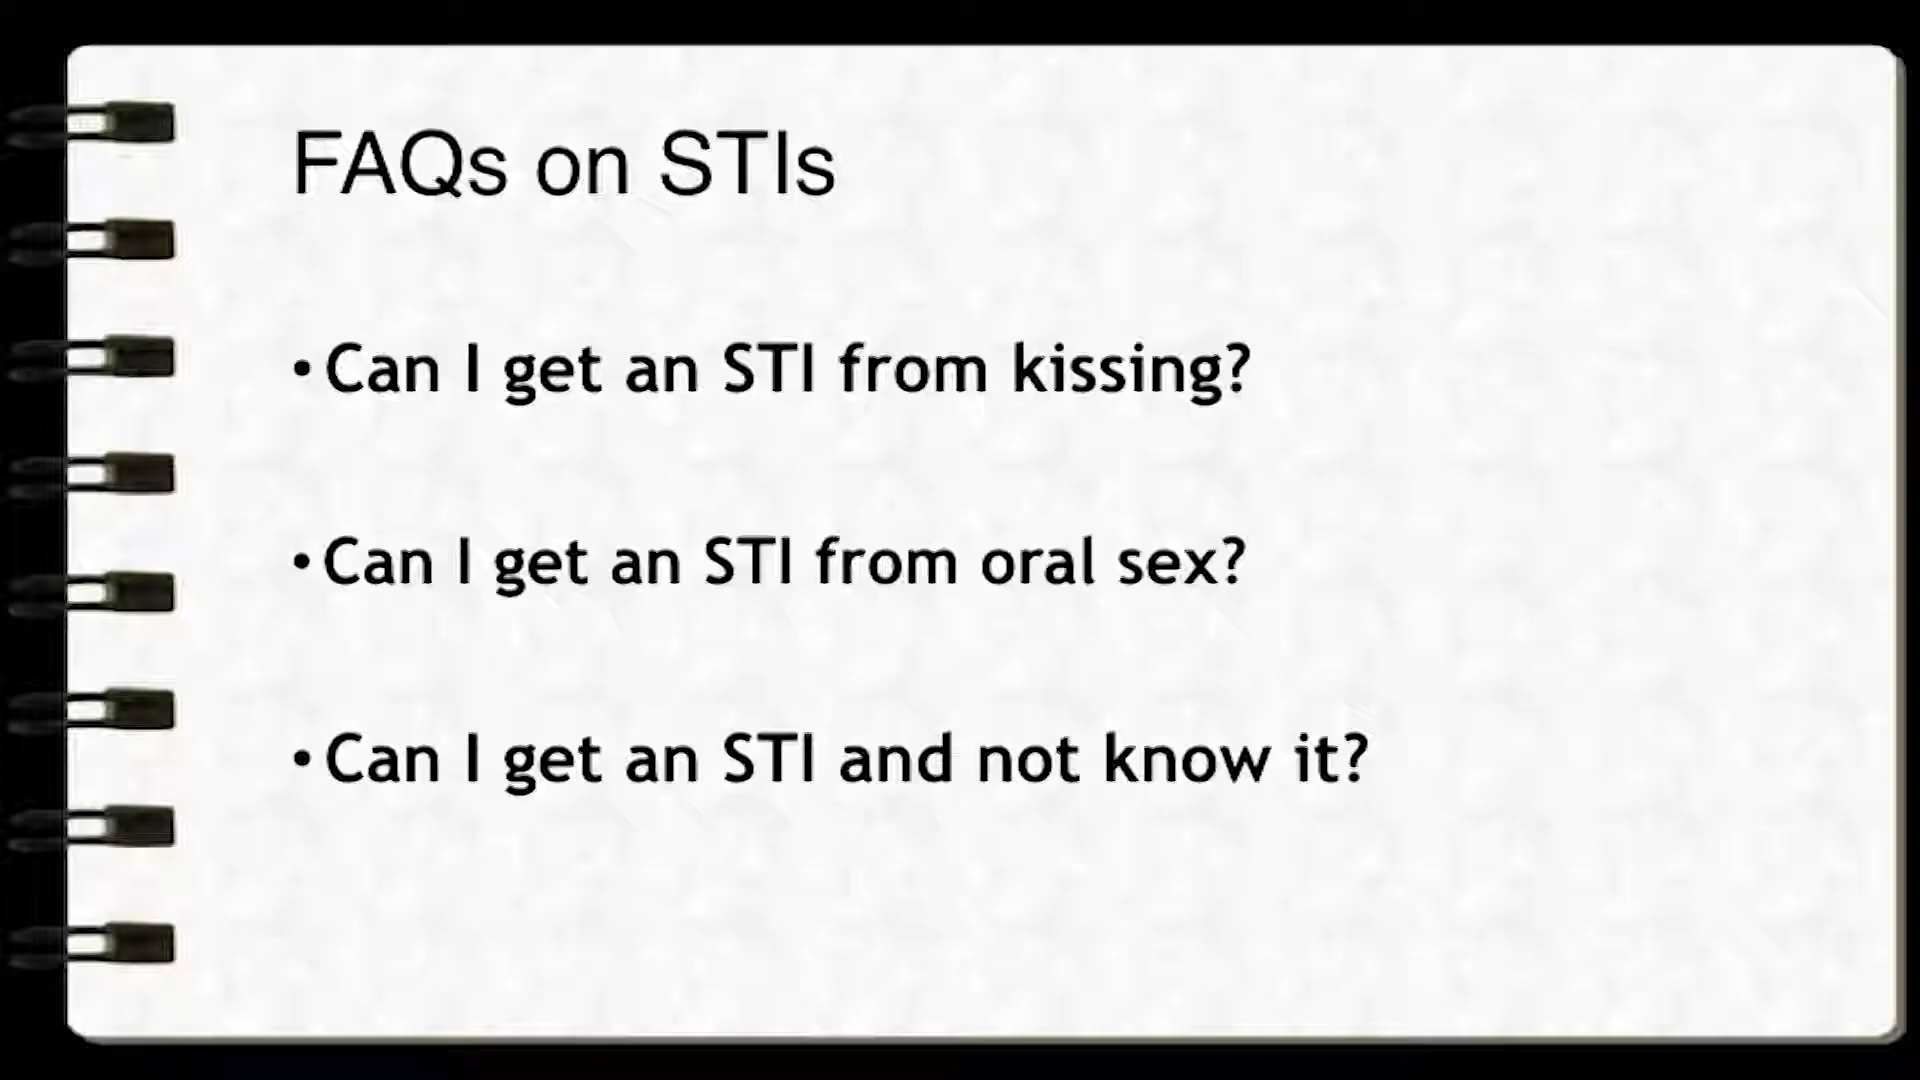 FAQs on STIs
• Can I get an STI from kissing?
• Can I get an STI from oral sex?
• Can I get an STI and not know it?